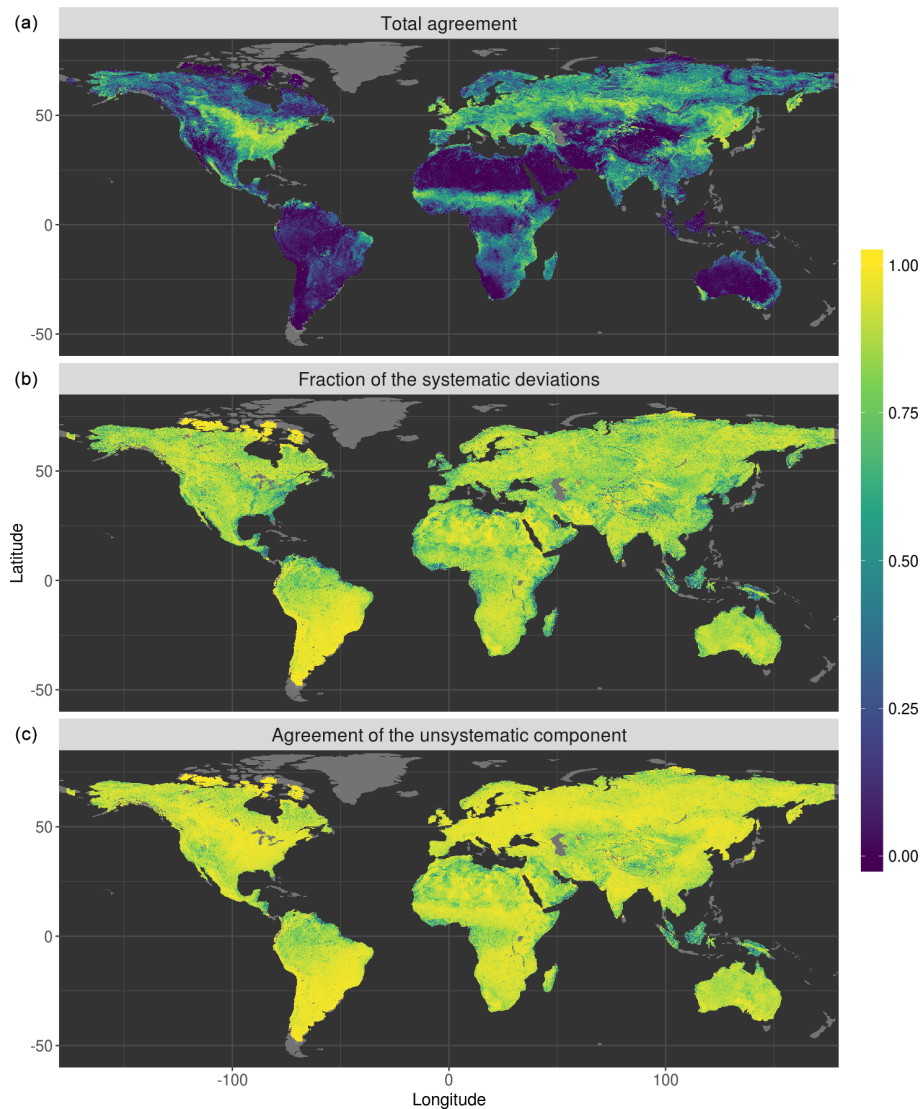 (a)
Total agreement
50
0
-50
(b)
Fraction of the systematic deviations
50
0
-50
(c)
Agreement of the unsystematic component
50
0
-50
-100
0
100
Longitude
Latitude
1.00
0.75
0.50
0.25
0.00